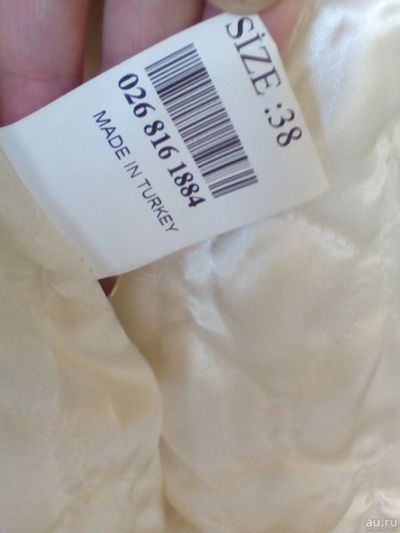 SİZE :38
026 816 1884
MADE IN TURKEY
au.ru